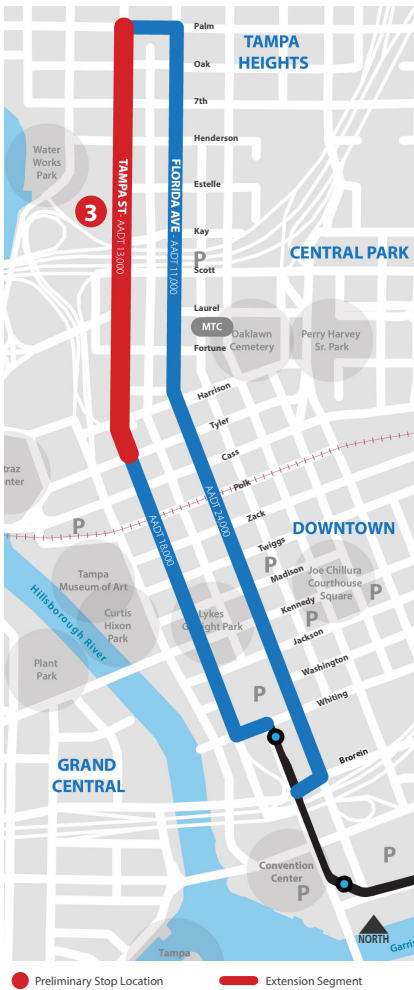 Palm
TAMPA
HEIGHTS
Oak
7th
Henderson
Water
Works
Park
Estelle
3
TAMPA ST - AADT 13,000
FLORIDA AVE - AADT 11,000
Kay
CENTRAL PARK
P
Scott
Laurel
MTC
Fortune
Oaklawn
Cemetery
Perry Harvey
Sr. Park
Harrison
Tyler
Cass
traz
enter
Polk
AADT 18,000
AADT 24,000
Zack
P
DOWNTOWN
Twiggs
P
Madison
Joe Chillura
Courthouse
Square
P
Tampa
Museum of Art
Hillsborough River
Curtis
Hixon
Park
Kennedy
P
Lykes
Park
Jackson
Plant
Park
Washington
P
Whiting
GRAND
CENTRAL
Brorein
Convention
Center
P
P
NORTH
Garris
Tampa
Preliminary Stop Location
Extension Segment